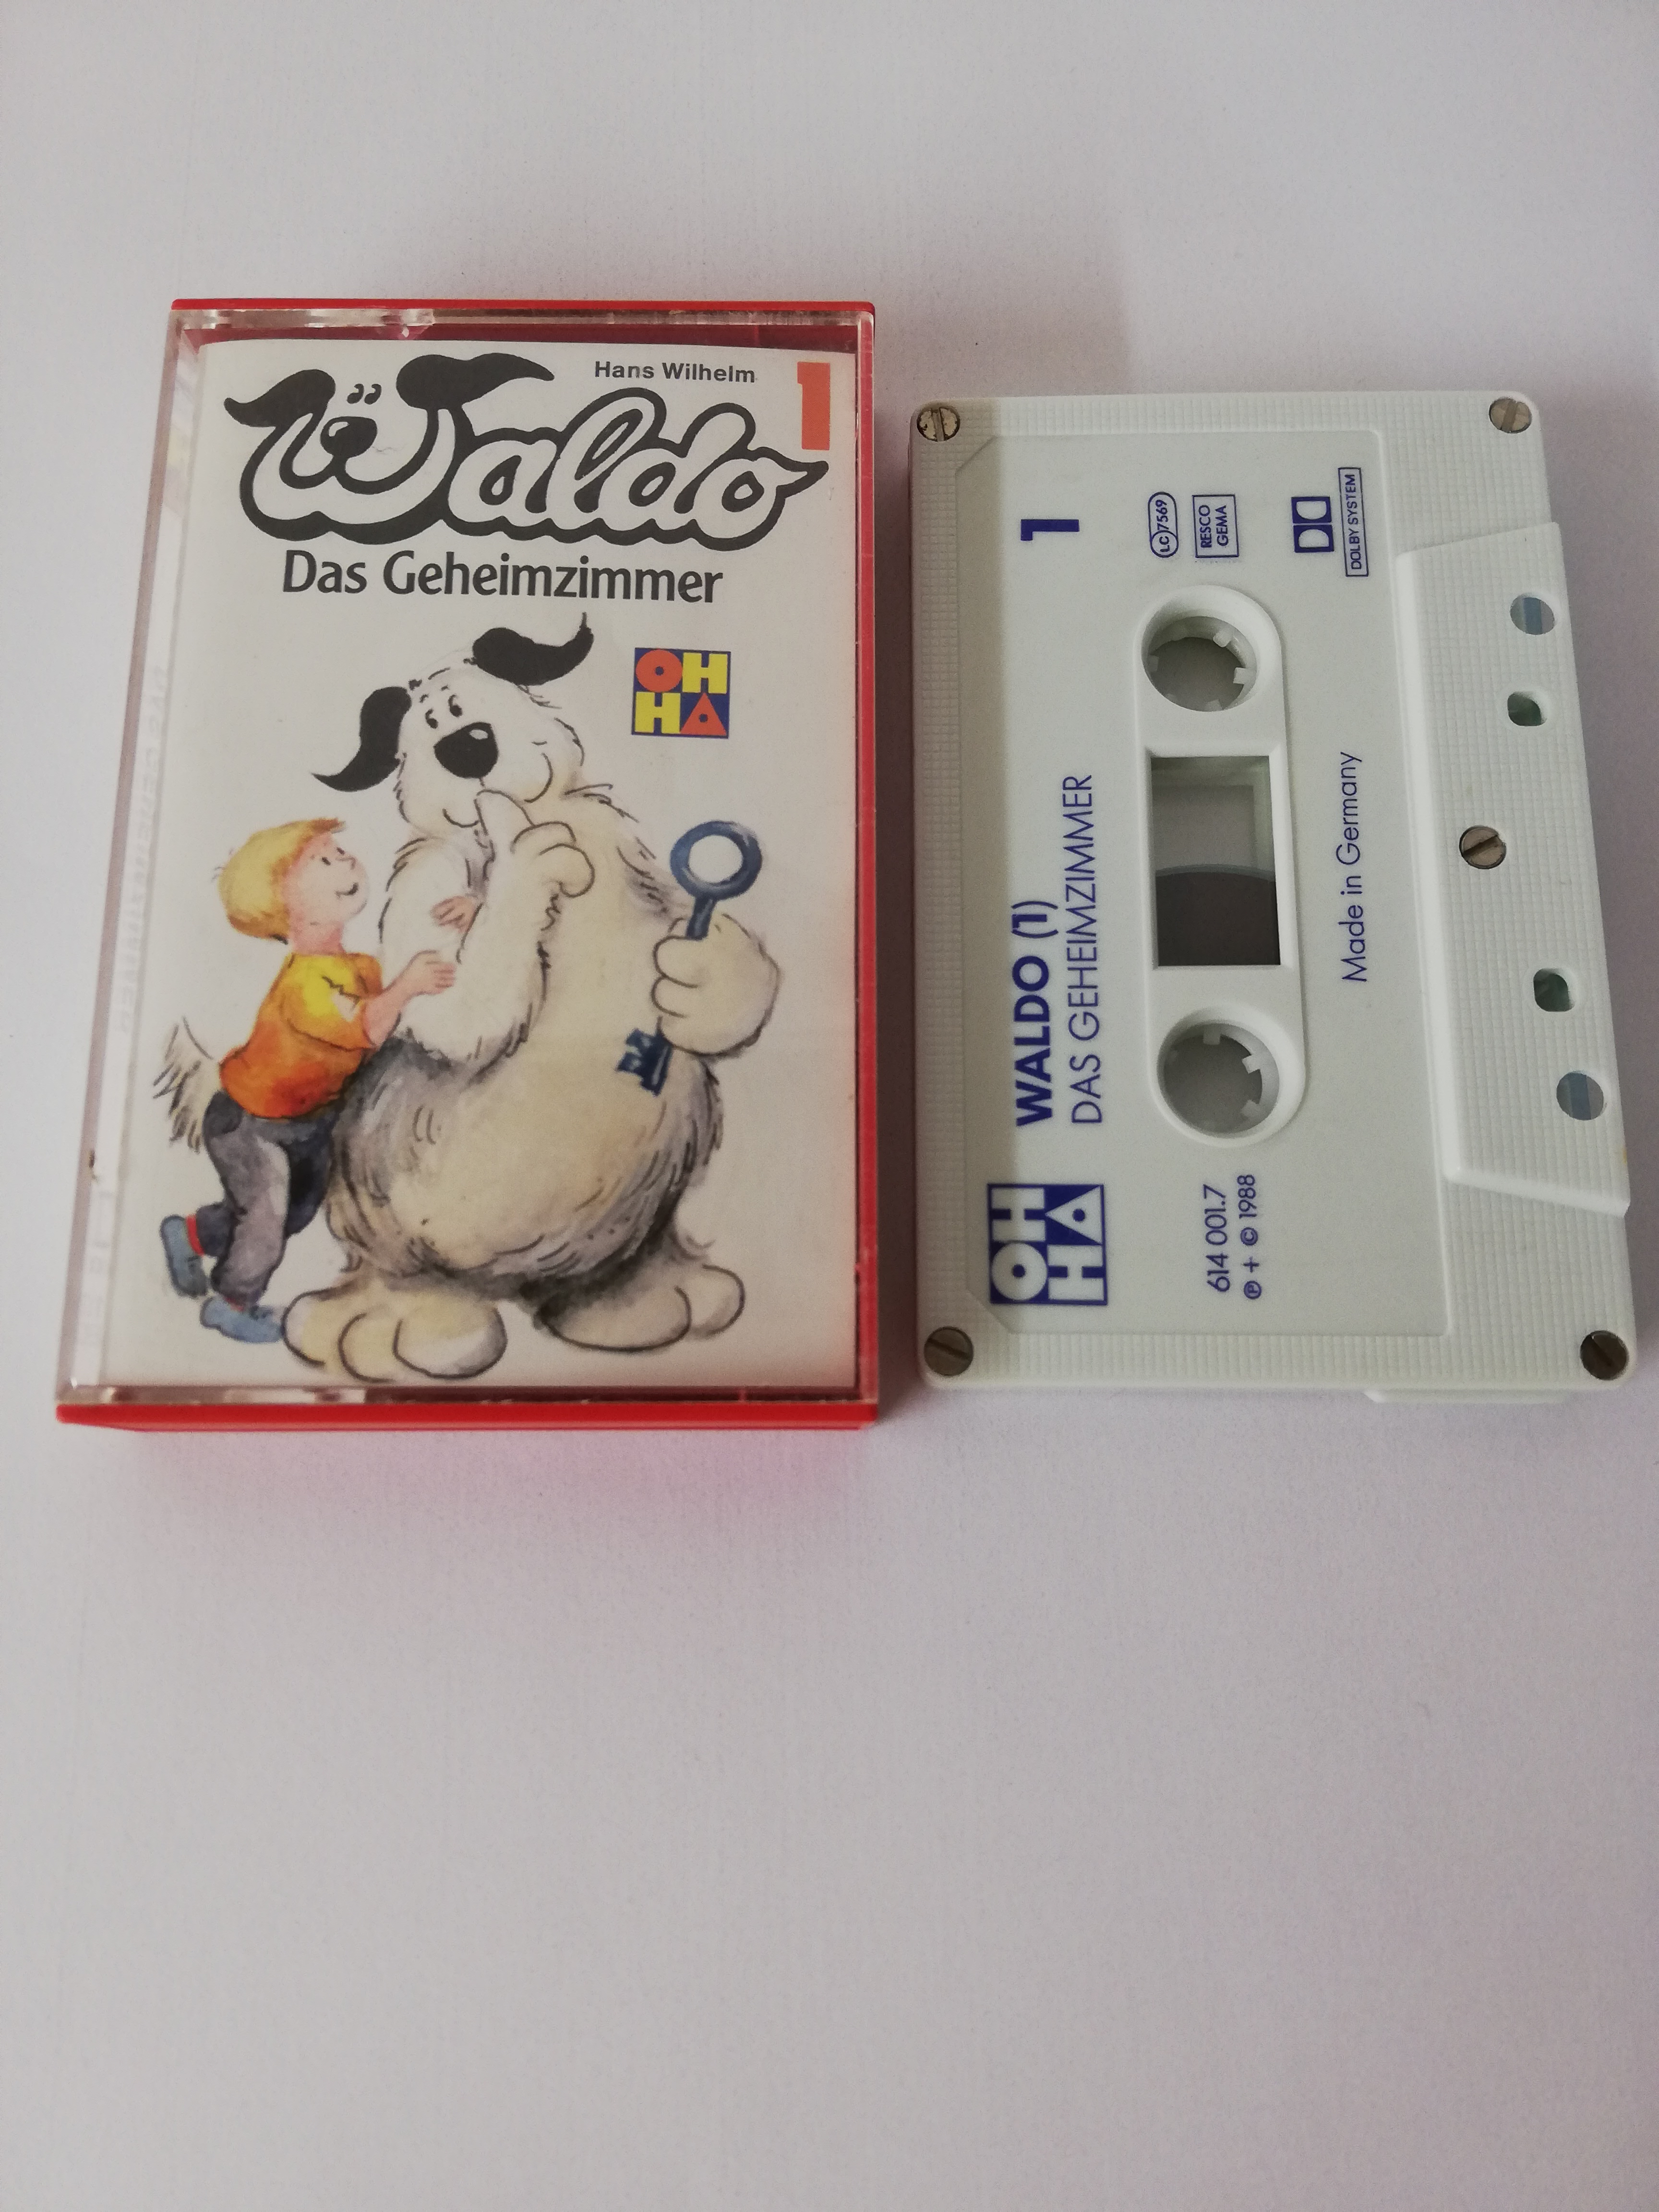 Hans Wilhelm
1
Waldo
Das Geheimzimmer
OH
HA
OH
HA
WALDO (1)
DAS GEHEIMZIMMER
1
614 001.7
℗ + © 1988
LC 7569
RESCO
GEMA
Made in Germany
DOLBY SYSTEM